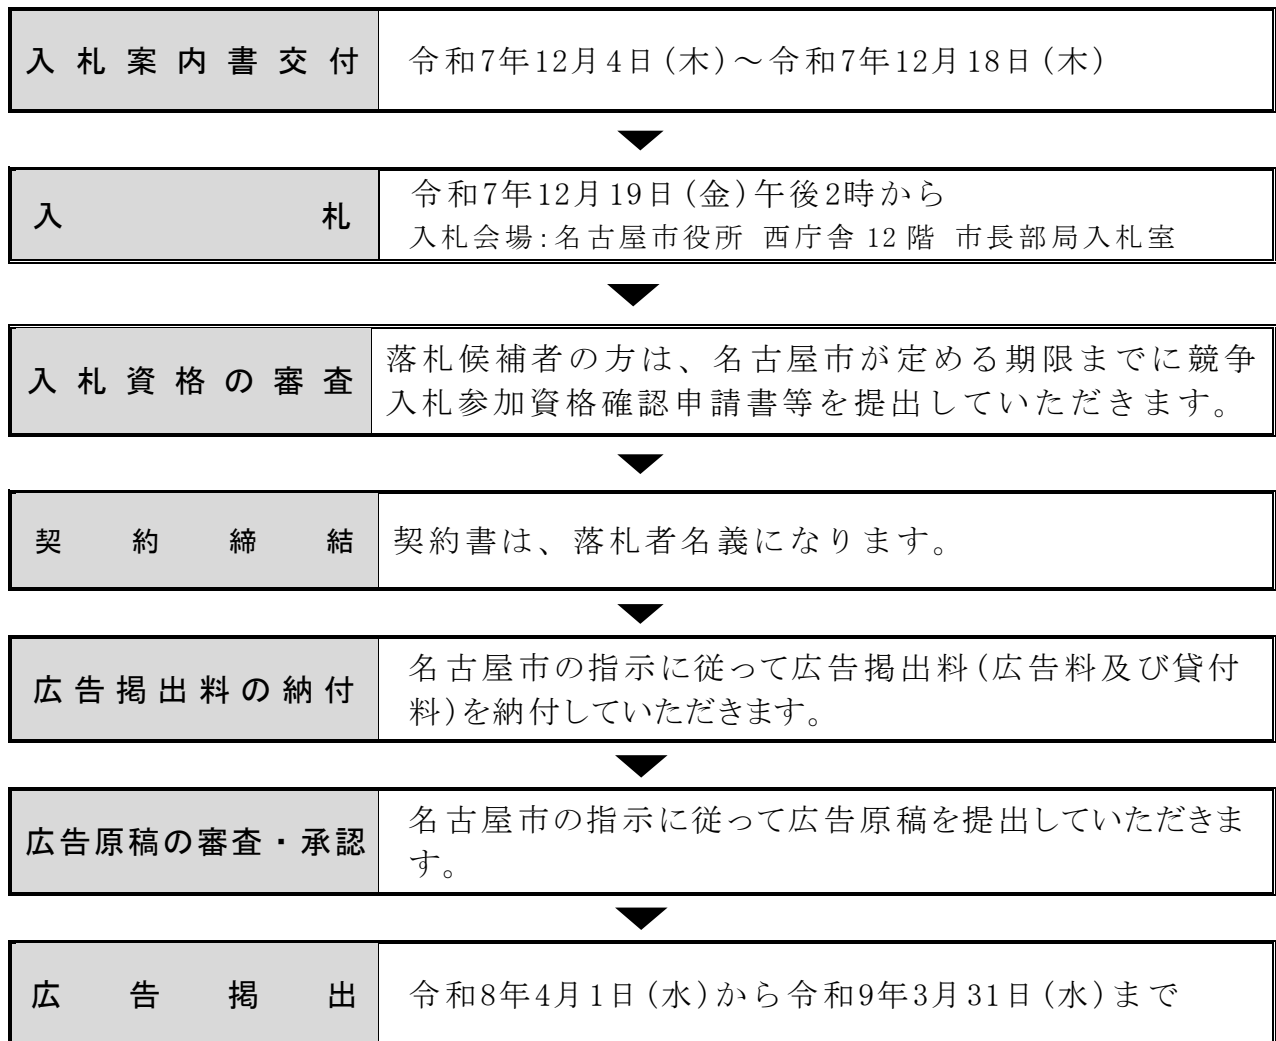 入札案内書交付
令和7年12月4日(木)～令和7年12月18日(木)
入札
令和7年12月19日(金)午後2時から
入札会場:名古屋市役所 西庁舎 12 階 市長部局入札室
入札資格の審査
落札候補者の方は、名古屋市が定める期限までに競争
入札参加資格確認申請書等を提出していただきます。
契約締結
契約書は、落札者名義になります。
広告掲出料の納付
名古屋市の指示に従って広告掲出料(広告料及び貸付
料)を納付していただきます。
広告原稿の審査・承認
名古屋市の指示に従って広告原稿を提出していただきま
す。
広告掲出
令和8年4月1日(水)から令和9年3月31日(水)まで